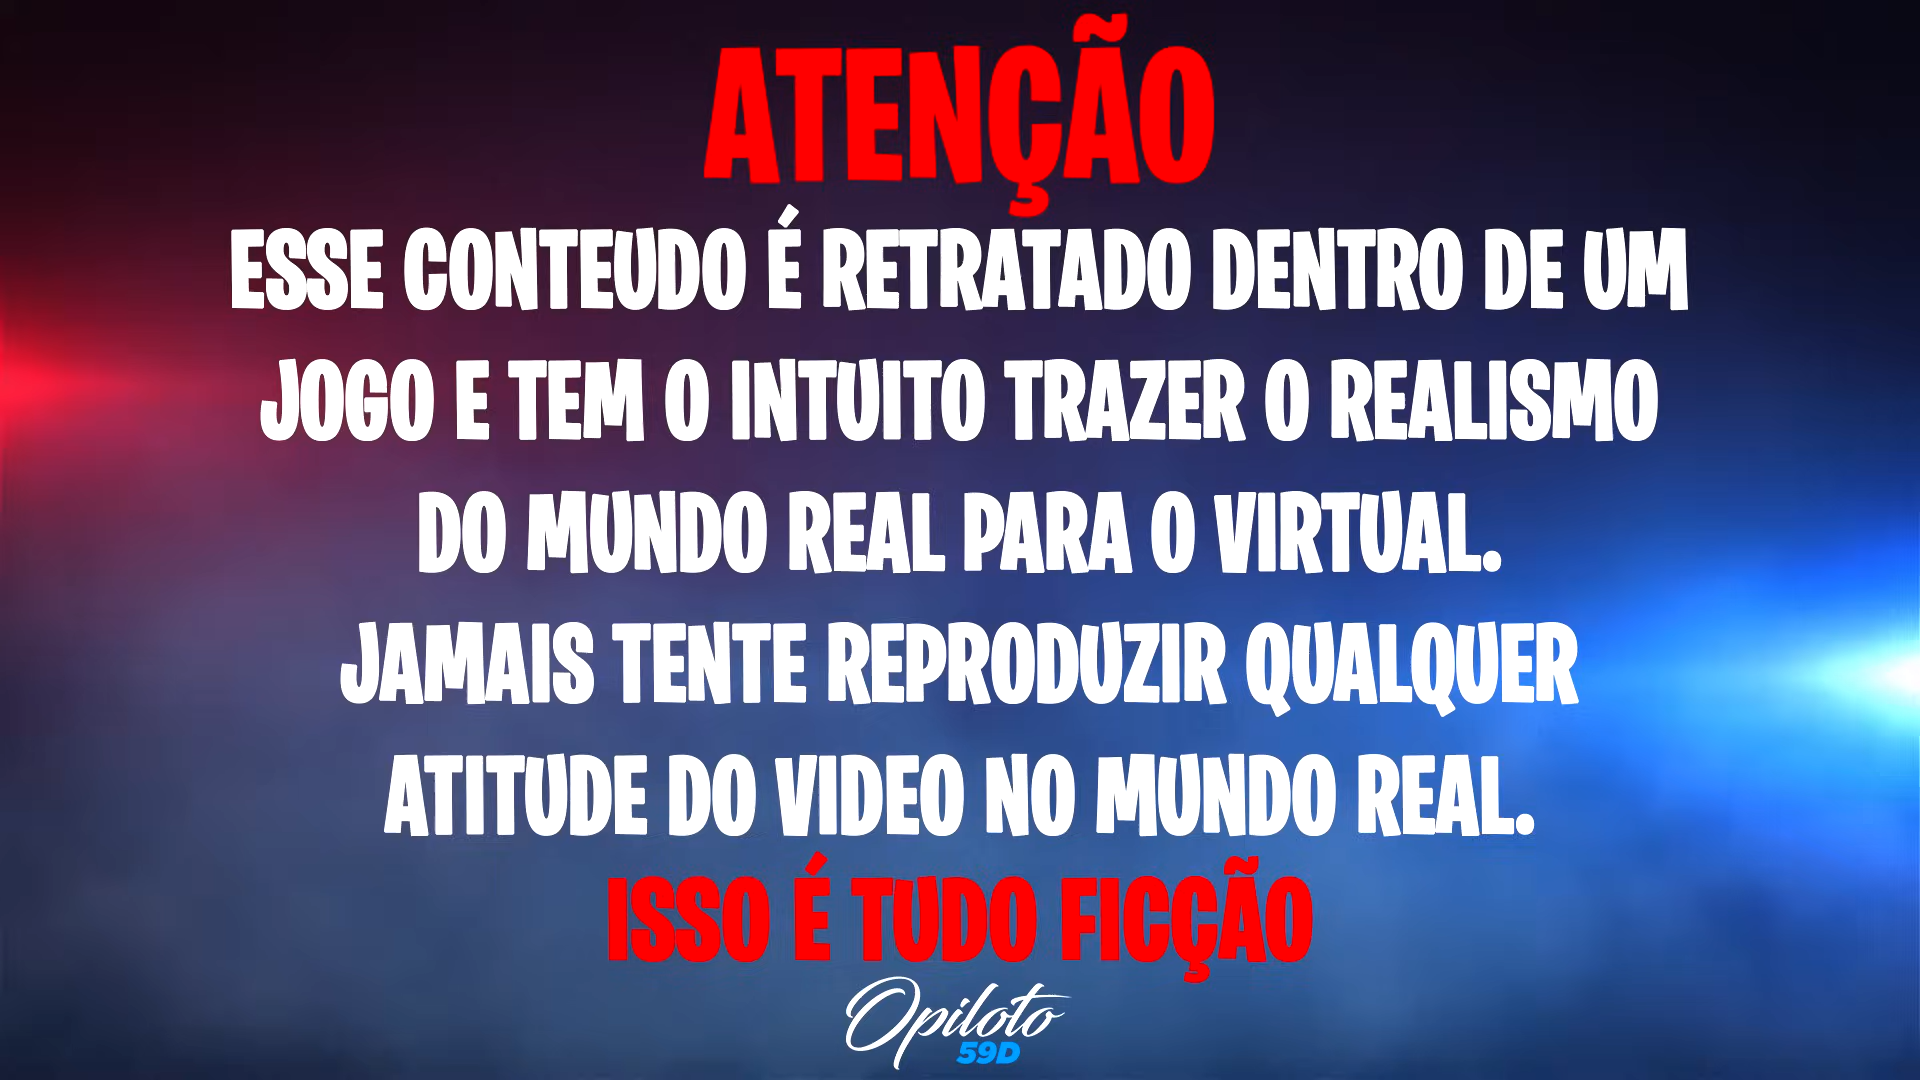 ATENÇÃO
ESSE CONTEUDO É RETRATADO DENTRO DE UM
JOGO E TEM O INTUITO TRAZER O REALISMO
DO MUNDO REAL PARA O VIRTUAL.
JAMAIS TENTE REPRODUZIR QUALQUER
ATITUDE DO VIDEO NO MUNDO REAL.
ISSO É TUDO FICÇÃO
Opiloto
59D